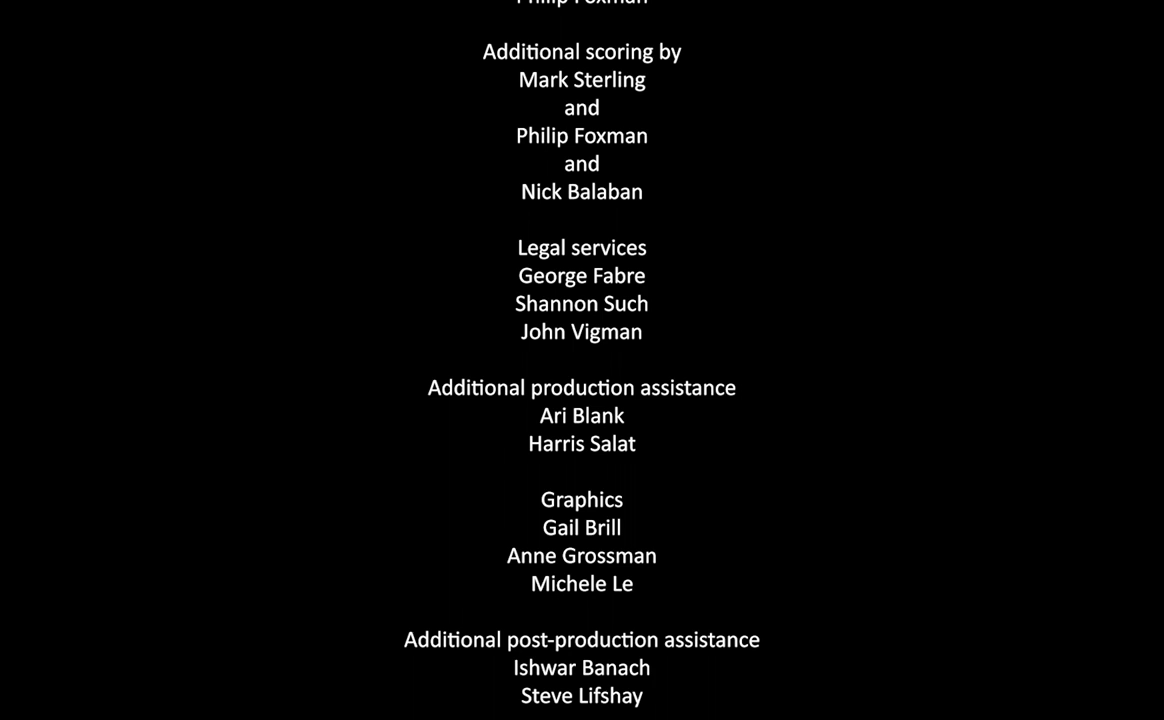 Philip Foxman
Additional scoring by
Mark Sterling
and
Philip Foxman
and
Nick Balaban
Legal services
George Fabre
Shannon Such
John Vigman
Additional production assistance
Ari Blank
Harris Salat
Graphics
Gail Brill
Anne Grossman
Michele Le
Additional post-production assistance
Ishwar Banach
Steve Lifshay